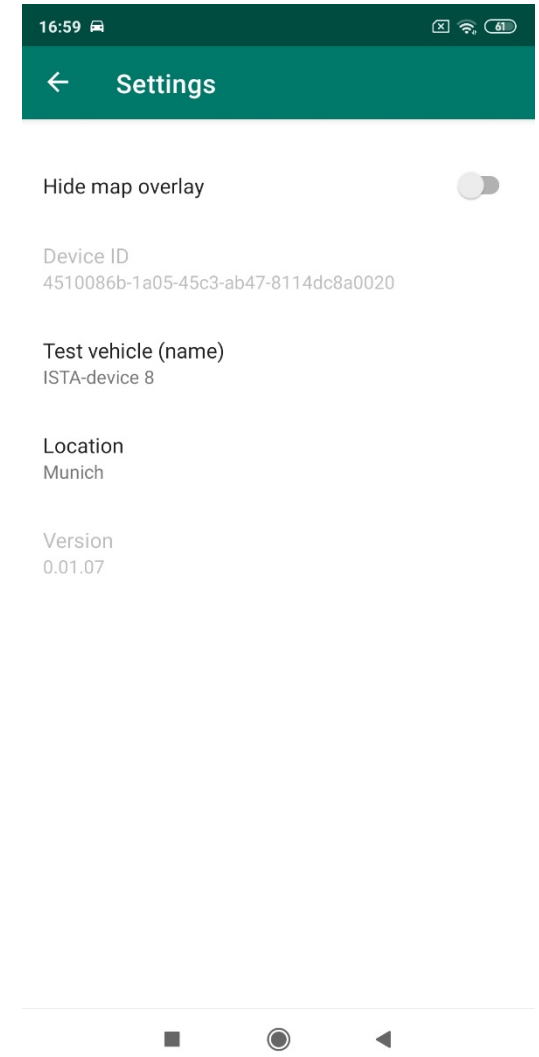 16:59
61
Settings
Hide map overlay
Device ID
4510086b-1a05-45c3-ab47-8114dc8a0020
Test vehicle (name)
ISTA-device 8
Location
Munich
Version
0.01.07